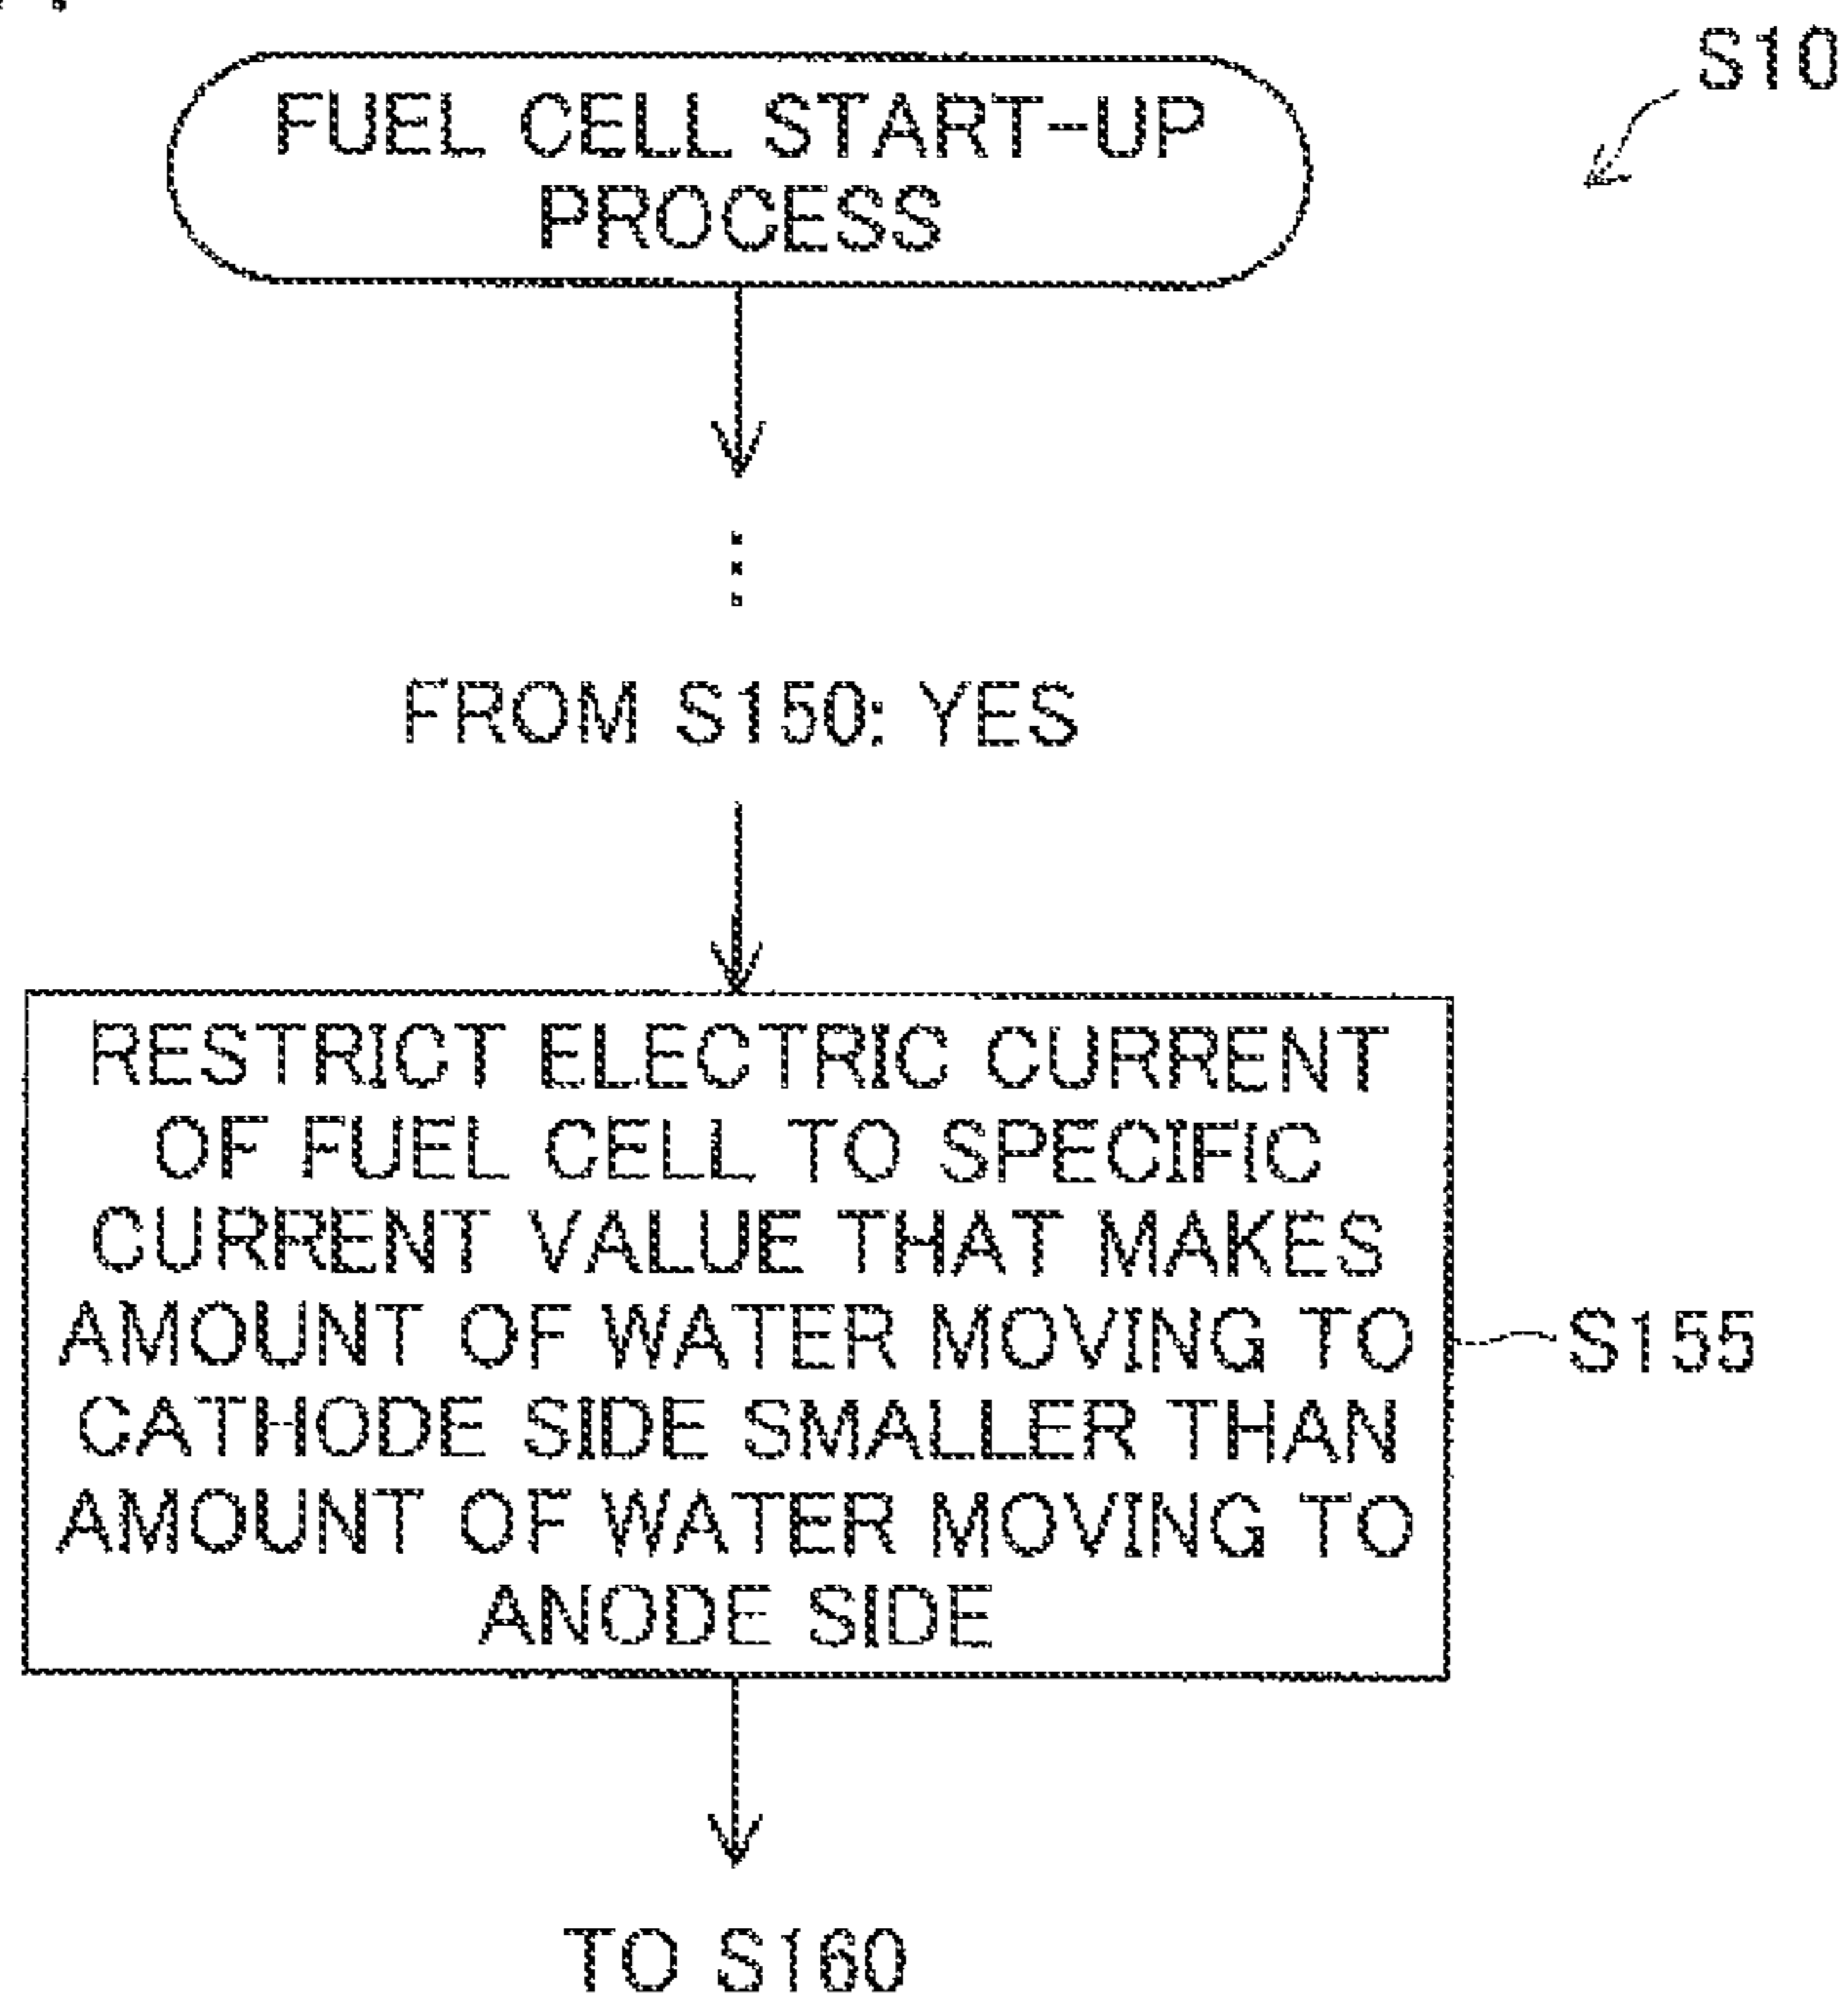 S10
FUEL CELL START-UP
PROCESS
FROM S150: YES
RESTRICT ELECTRIC CURRENT
OF FUEL CELL TO SPECIFIC
CURRENT VALUE THAT MAKES
AMOUNT OF WATER MOVING TO
CATHODE SIDE SMALLER THAN
AMOUNT OF WATER MOVING TO
ANODE SIDE
S155
TO S160